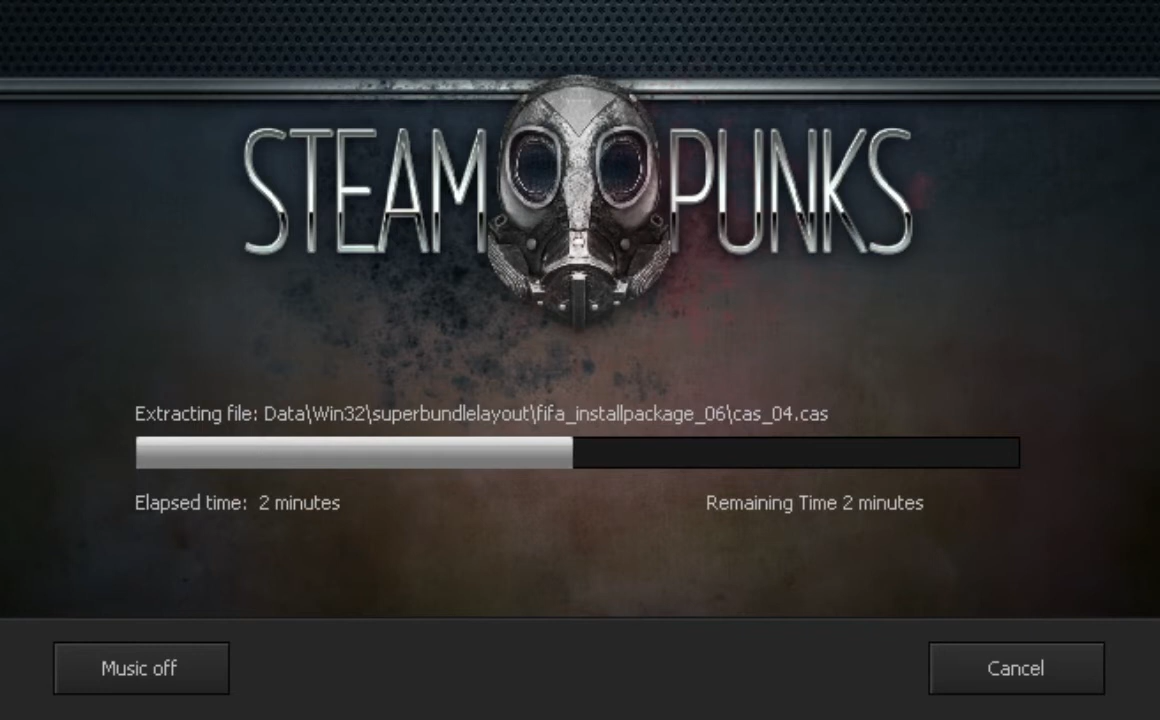 STEAM PUNKS
Extracting file: Data\Win32\superbundlelayout\fifa_installpackage_06\cas_04.cas
Elapsed time: 2 minutes Remaining Time 2 minutes
Music off Cancel